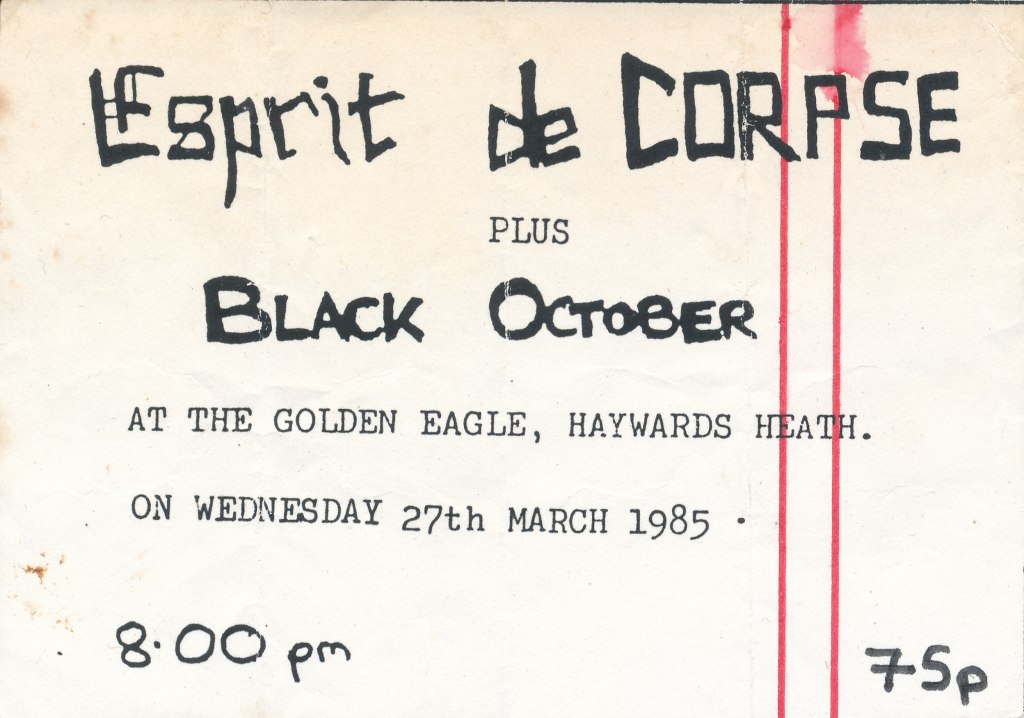 Esprit de CORPSE
PLUS
BLACK OCTOBER
AT THE GOLDEN EAGLE, HAYWARDS HEATH.
ON WEDNESDAY 27th MARCH 1985.
8.00 pm
75p